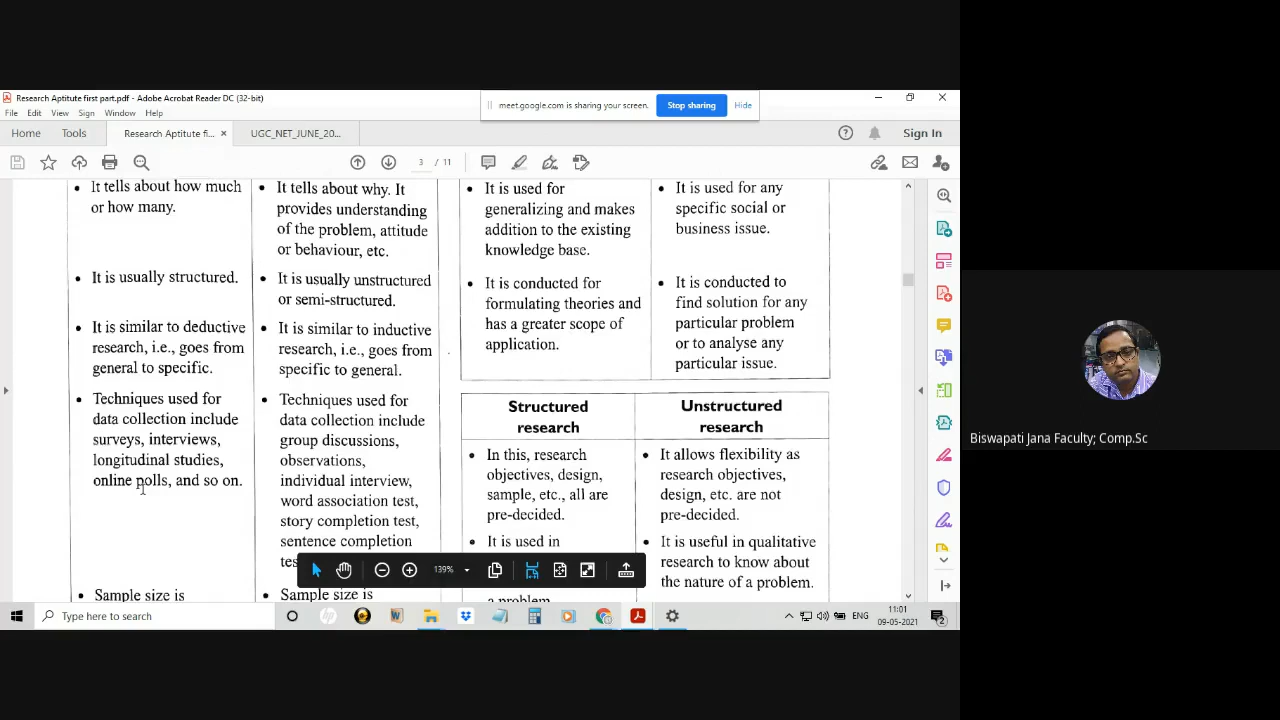 Research Aptitute first part.pdf - Adobe Acrobat Reader DC (32-bit)
meet.google.com is sharing your screen.
Stop sharing
Hide
File Edit View Sign Window Help
Home Tools Research Aptitute fi... × UGC_NET_JUNE_20...
Sign In
3 / 11
• It tells about how much
or how many.
• It is usually structured.
• It is similar to deductive
research, i.e., goes from
general to specific.
• Techniques used for
data collection include
surveys, interviews,
longitudinal studies,
online polls, and so on.
• Sample size is
• It tells about why. It
provides understanding
of the problem, attitude
or behaviour, etc.
• It is usually unstructured
or semi-structured.
• It is similar to inductive
research, i.e., goes from
specific to general.
• Techniques used for
data collection include
group discussions,
observations,
individual interview,
word association test,
story completion test,
sentence completion
• Sample size is
• It is used for
generalizing and makes
addition to the existing
knowledge base.
• It is conducted for
formulating theories and
has a greater scope of
application.
• It is used for any
specific social or
business issue.
• It is conducted to
find solution for any
particular problem
or to analyse any
particular issue.
Structured
research
• In this, research
objectives, design,
sample, etc., all are
pre-decided.
• It is used in
a problem
Unstructured
research
• It allows flexibility as
research objectives,
design, etc. are not
pre-decided.
• It is useful in qualitative
research to know about
the nature of a problem.
139%
Type here to search
ENG
11:01
09-05-2021
2
Biswapati Jana Faculty; Comp.Sc